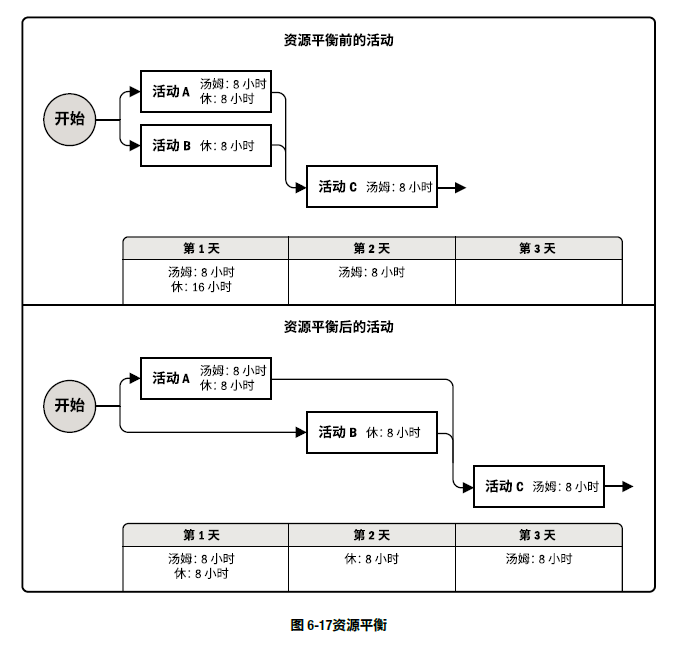 资源平衡前的活动
开始
活动 A 汤姆：8 小时
休：8 小时
活动 B 休：8 小时
活动 C 汤姆：8 小时
第 1 天 第 2 天 第 3 天
汤姆：8 小时 汤姆：8 小时
休：16 小时
资源平衡后的活动
开始
活动 A 汤姆：8 小时
休：8 小时
活动 B 休：8 小时
活动 C 汤姆：8 小时
第 1 天 第 2 天 第 3 天
汤姆：8 小时 休：8 小时 汤姆：8 小时
休：8 小时
图 6-17资源平衡